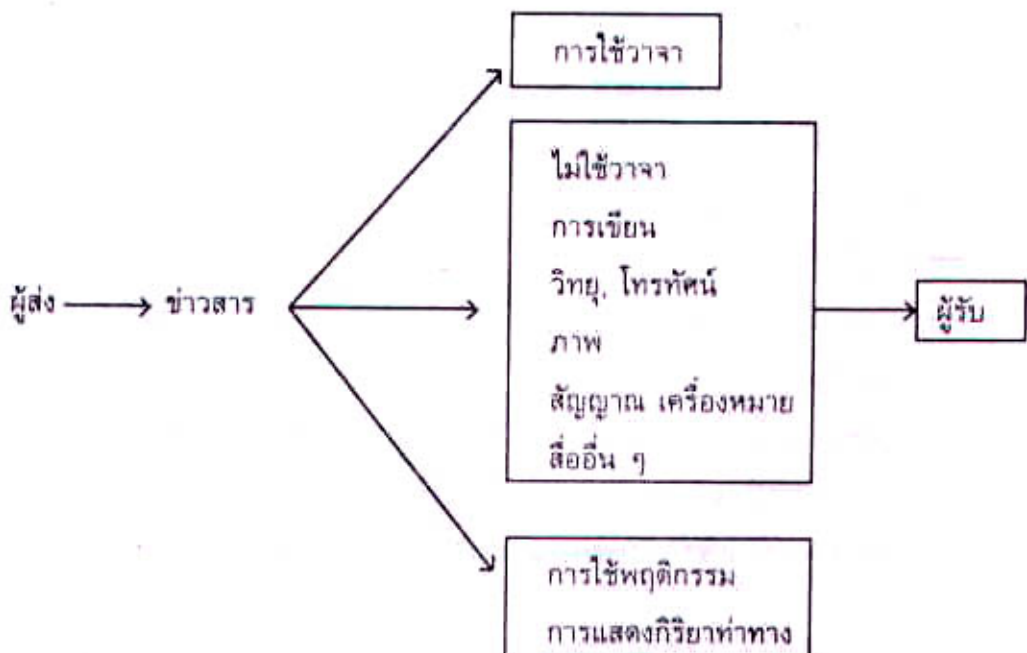 การใช้วาจา
ไม่ใช้วาจา
การเขียน
วิทยุ, โทรทัศน์
ภาพ
สัญญาณ เครื่องหมาย
สื่ออื่น ๆ
ผู้ส่ง
ข่าวสาร
ผู้รับ
การใช้พฤติกรรม
การแสดงกิริยาท่าทาง